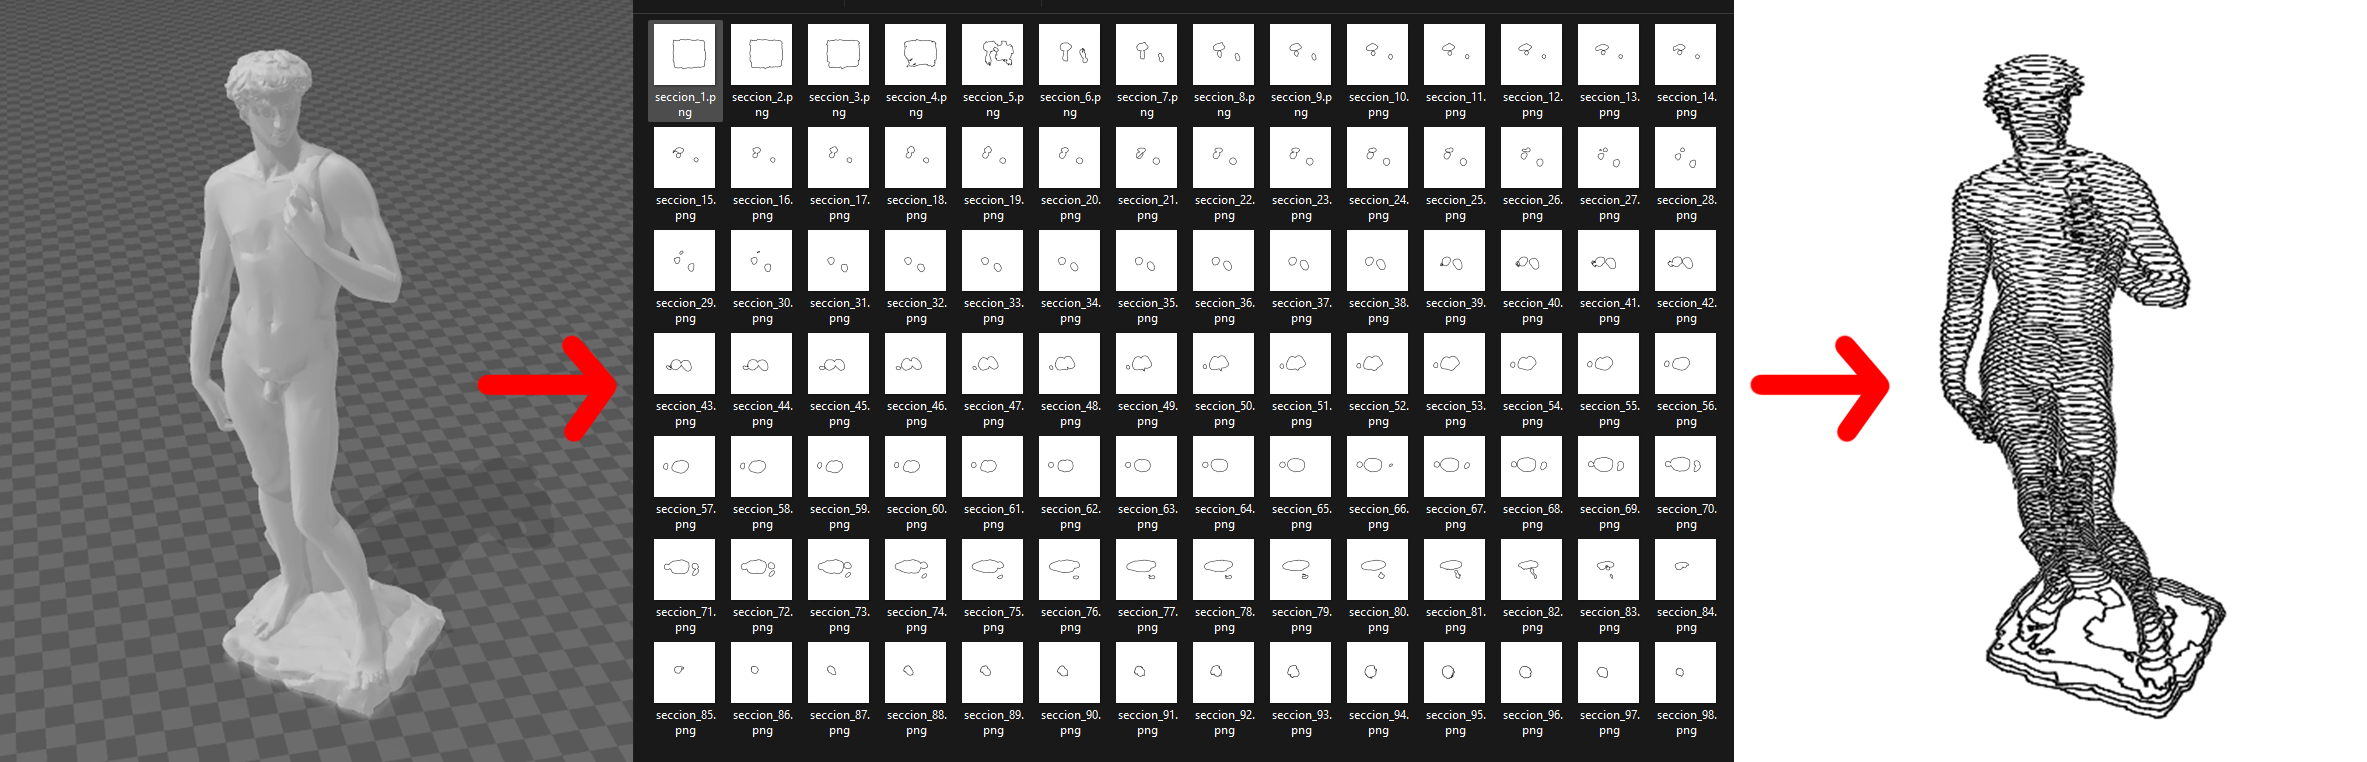 seccion_1.p seccion_2.p seccion_3.p seccion_4.p seccion_5.p seccion_6.p seccion_7.p seccion_8.p seccion_9.p seccion_10. seccion_11. seccion_12. seccion_13. seccion_14.
ng ng ng ng ng ng ng ng ng png png png png png
seccion_15. seccion_16. seccion_17. seccion_18. seccion_19. seccion_20. seccion_21. seccion_22. seccion_23. seccion_24. seccion_25. seccion_26. seccion_27. seccion_28.
png png png png png png png png png png png png png png
seccion_29. seccion_30. seccion_31. seccion_32. seccion_33. seccion_34. seccion_35. seccion_36. seccion_37. seccion_38. seccion_39. seccion_40. seccion_41. seccion_42.
png png png png png png png png png png png png png png
seccion_43. seccion_44. seccion_45. seccion_46. seccion_47. seccion_48. seccion_49. seccion_50. seccion_51. seccion_52. seccion_53. seccion_54. seccion_55. seccion_56.
png png png png png png png png png png png png png png
seccion_57. seccion_58. seccion_59. seccion_60. seccion_61. seccion_62. seccion_63. seccion_64. seccion_65. seccion_66. seccion_67. seccion_68. seccion_69. seccion_70.
png png png png png png png png png png png png png png
seccion_71. seccion_72. seccion_73. seccion_74. seccion_75. seccion_76. seccion_77. seccion_78. seccion_79. seccion_80. seccion_81. seccion_82. seccion_83. seccion_84.
png png png png png png png png png png png png png png
seccion_85. seccion_86. seccion_87. seccion_88. seccion_89. seccion_90. seccion_91. seccion_92. seccion_93. seccion_94. seccion_95. seccion_96. seccion_97. seccion_98.
png png png png png png png png png png png png png png